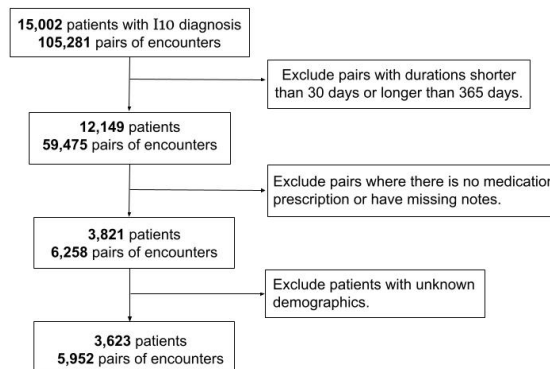 15,002 patients with I10 diagnosis
105,281 pairs of encounters
Exclude pairs with durations shorter
than 30 days or longer than 365 days.
12,149 patients
59,475 pairs of encounters
Exclude pairs where there is no medication
prescription or have missing notes.
3,821 patients
6,258 pairs of encounters
Exclude patients with unknown
demographics.
3,623 patients
5,952 pairs of encounters